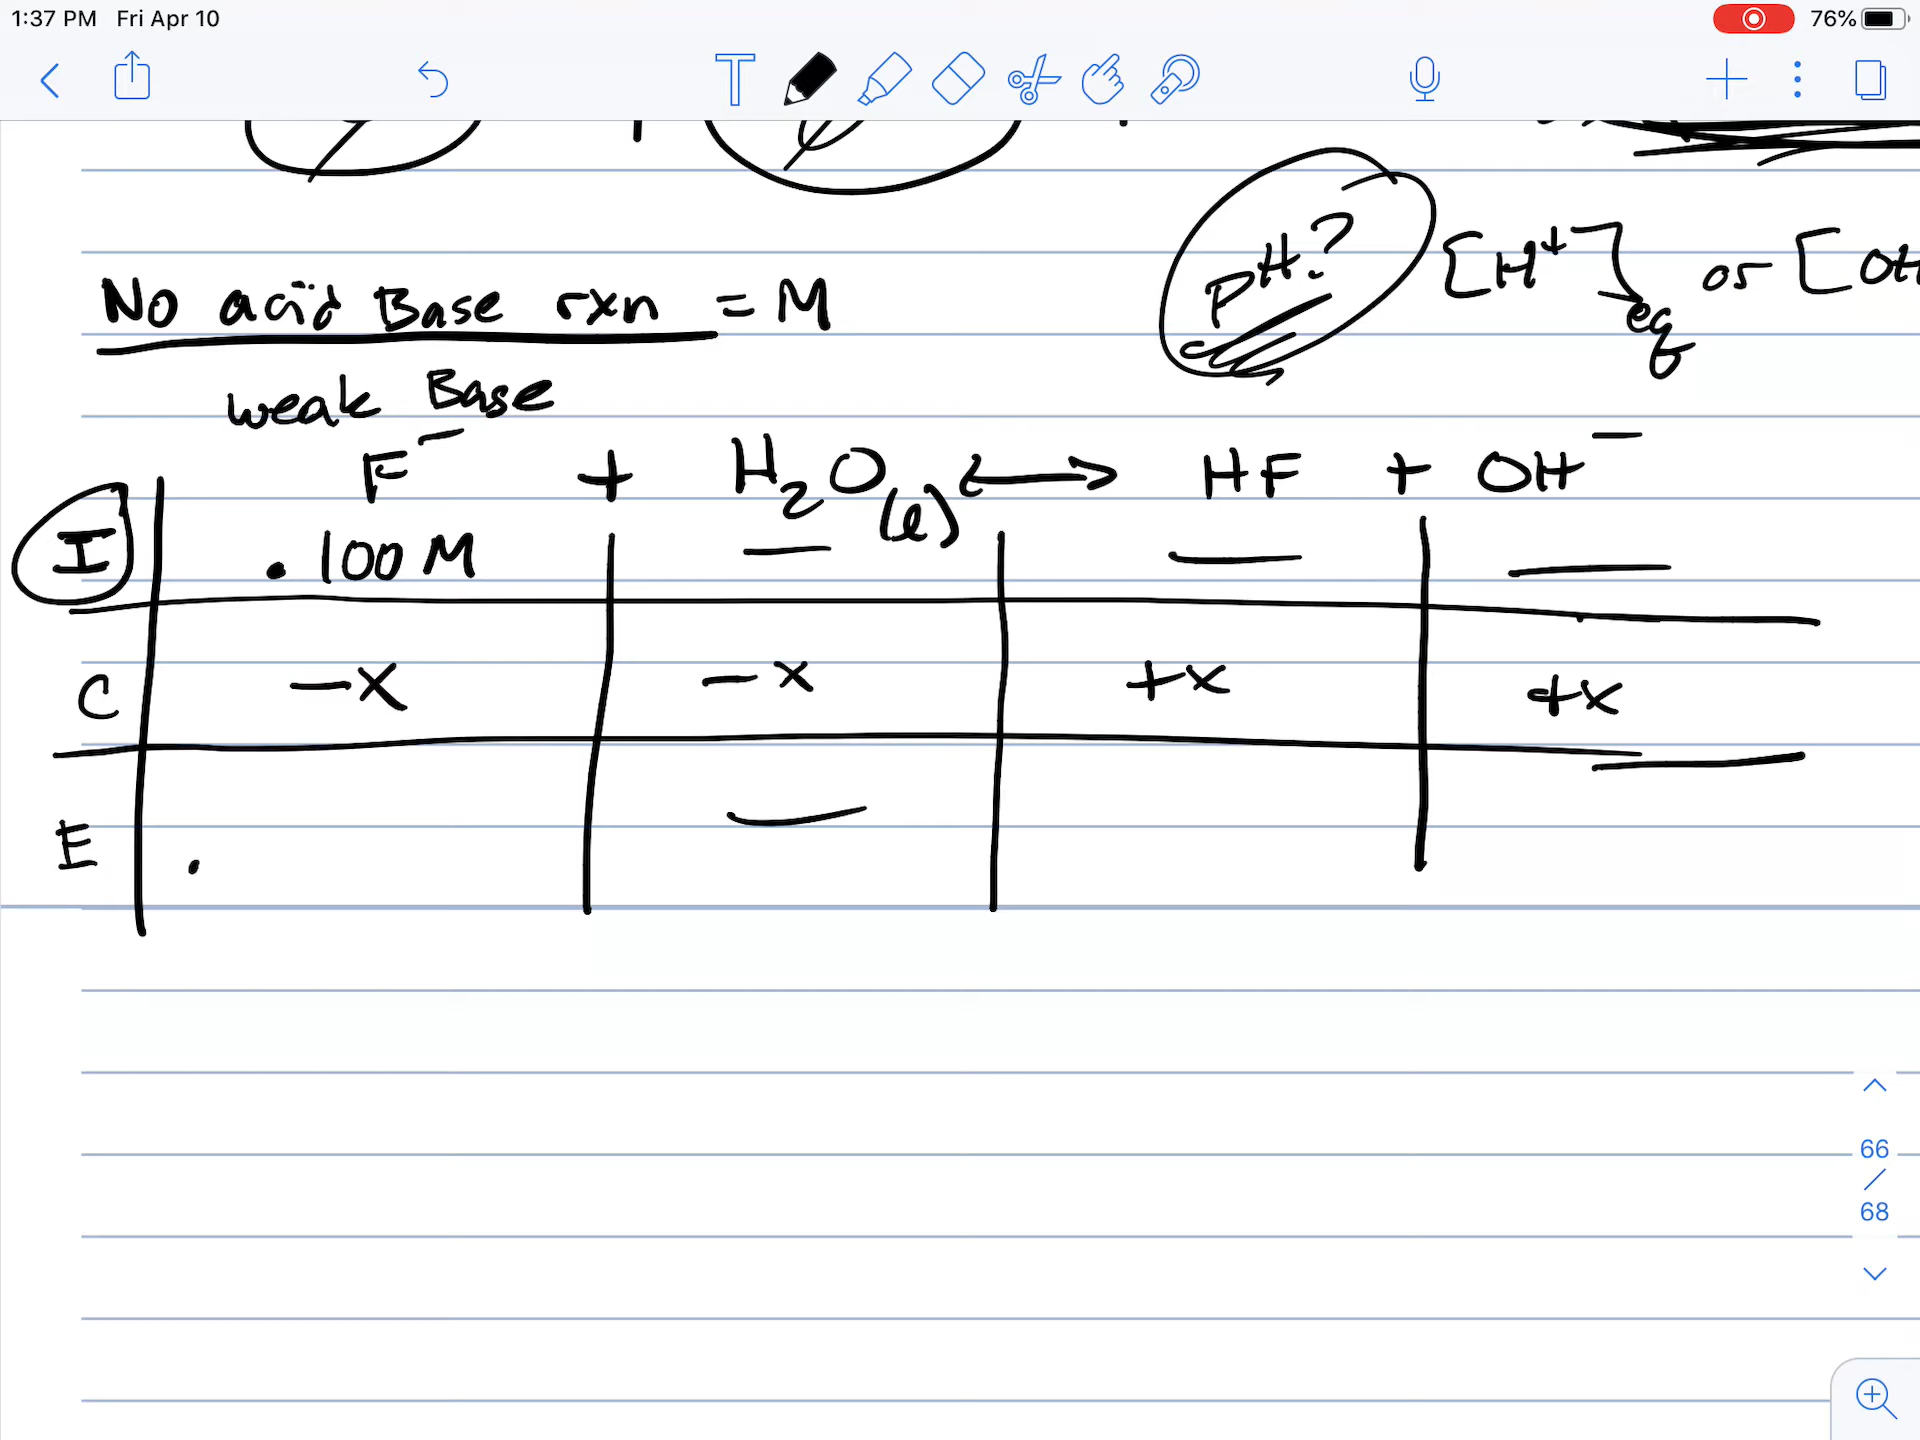 1:37 PM Fri Apr 10 76%
T
No acid Base rxn = M
pH? [H+]eq or [OH
weak Base
F⁻ + H₂O(l) ⟷ HF + OH⁻
I .100 M — — —
C -x -x +x +x
E . —
66
/
68